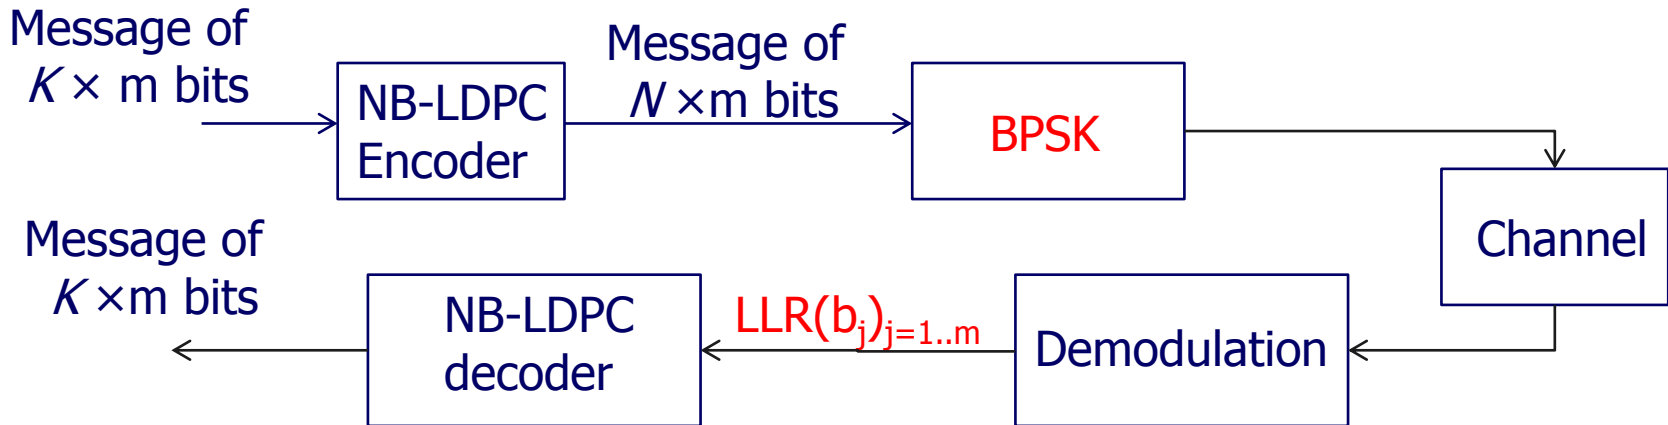 Message of
K × m bits
NB-LDPC
Encoder
Message of
N ×m bits
BPSK
Channel
Message of
K ×m bits
NB-LDPC
decoder
LLR(b_j)_{j=1..m}
Demodulation